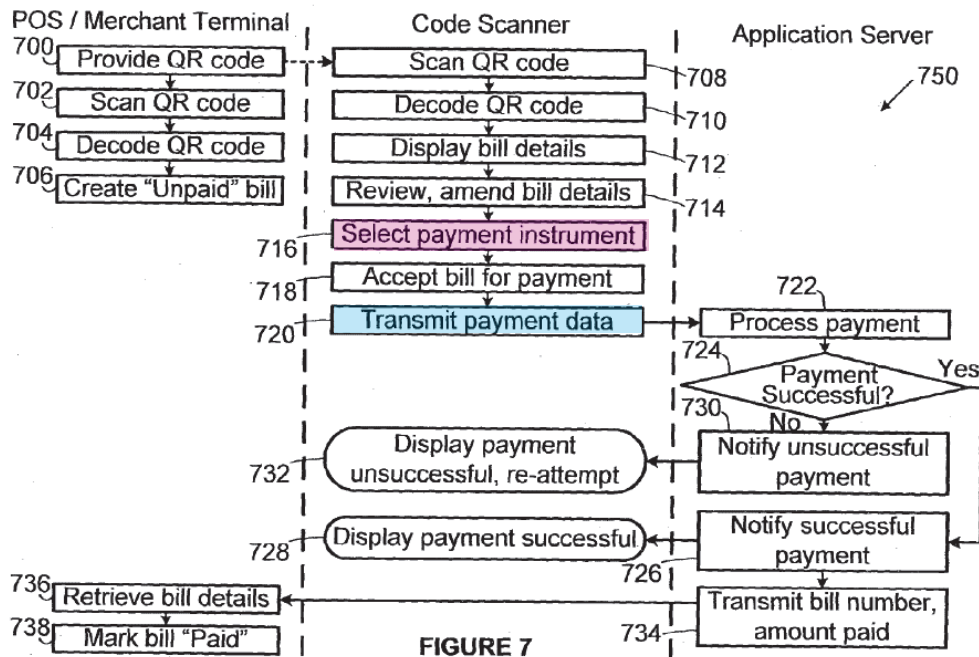 POS / Merchant Terminal
Code Scanner
Application Server
750
700
Provide QR code
702
Scan QR code
704
Decode QR code
706
Create "Unpaid" bill
Scan QR code
708
Decode QR code
710
Display bill details
712
Review, amend bill details
714
Select payment instrument
716
Accept bill for payment
718
Transmit payment data
720
722
Process payment
724
Payment
Successful?
Yes
No
730
Notify unsuccessful
payment
Display payment
unsuccessful, re-attempt
732
Notify successful
payment
726
Display payment successful
728
Transmit bill number,
amount paid
734
736
Retrieve bill details
738
Mark bill "Paid"
FIGURE 7